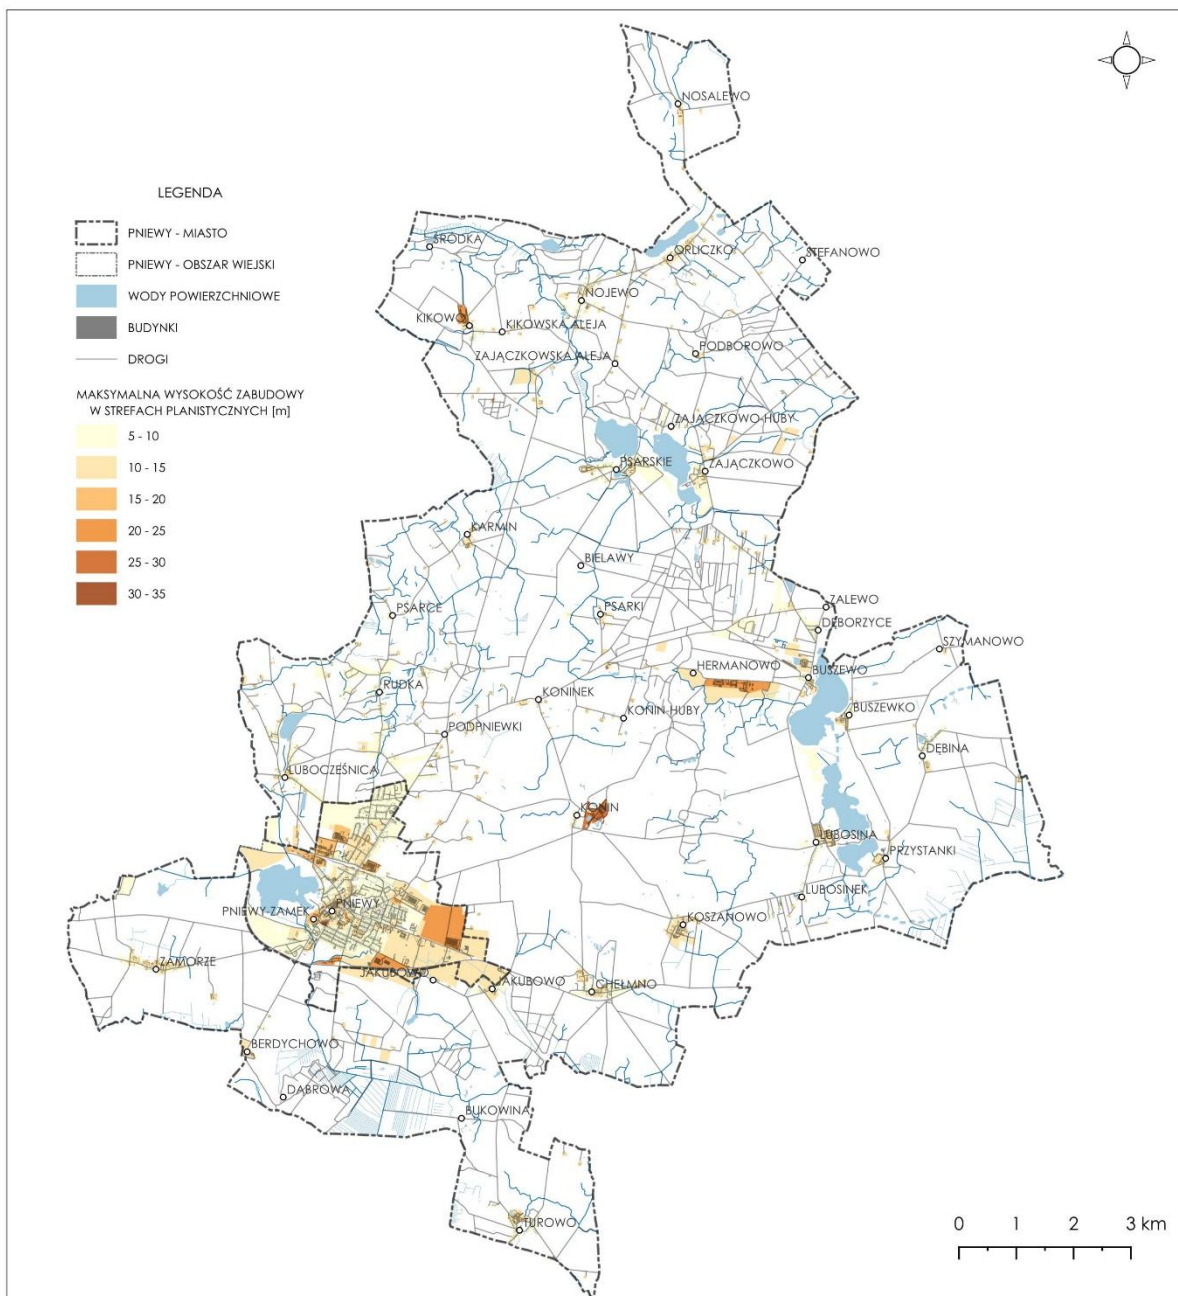 NOSALEWO
LEGENDA
PNIEWY - MIASTO
PNIEWY - OBSZAR WIEJSKI
WODY POWIERZCHNIOWE
BUDYNKI
DROGI
MAKSYMALNA WYSOKOŚĆ ZABUDOWY
W STREFACH PLANISTYCZNYCH [m]
5 - 10
10 - 15
15 - 20
20 - 25
25 - 30
30 - 35
ŚRÓDKA
ORLICZKO
STEFANOWO
NOJEWO
KIKOWO
KIKOWSKA ALEJA
ZAJĄCZKOWSKA ALEJA
PODBOROWO
ZAJĄCZKOWO-HUBY
PSARSKIE
ZAJĄCZKOWO
KARMIN
BIELAWY
PSARCE
PSARKI
ZALEWO
DĘBORZYCE
SZYMANOWO
HERMANOWO
BUSZEWO
RUDKA
KONINEK
KONIN-HUBY
BUSZEWKO
PODPNIEWKI
DĘBINA
LUBOCZEŚNICA
KONIN
LUBOSINA
PRZYSTANKI
LUBOSINEK
PNIEWY
PNIEWY-ZAMEK
KOSZANOWO
ZAMORZE
JAKUBOWO
JAKUBOWO
CHEŁMNO
BERDYCHOWO
DĄBROWA
BUKOWINA
TUROWO
0 1 2 3 km